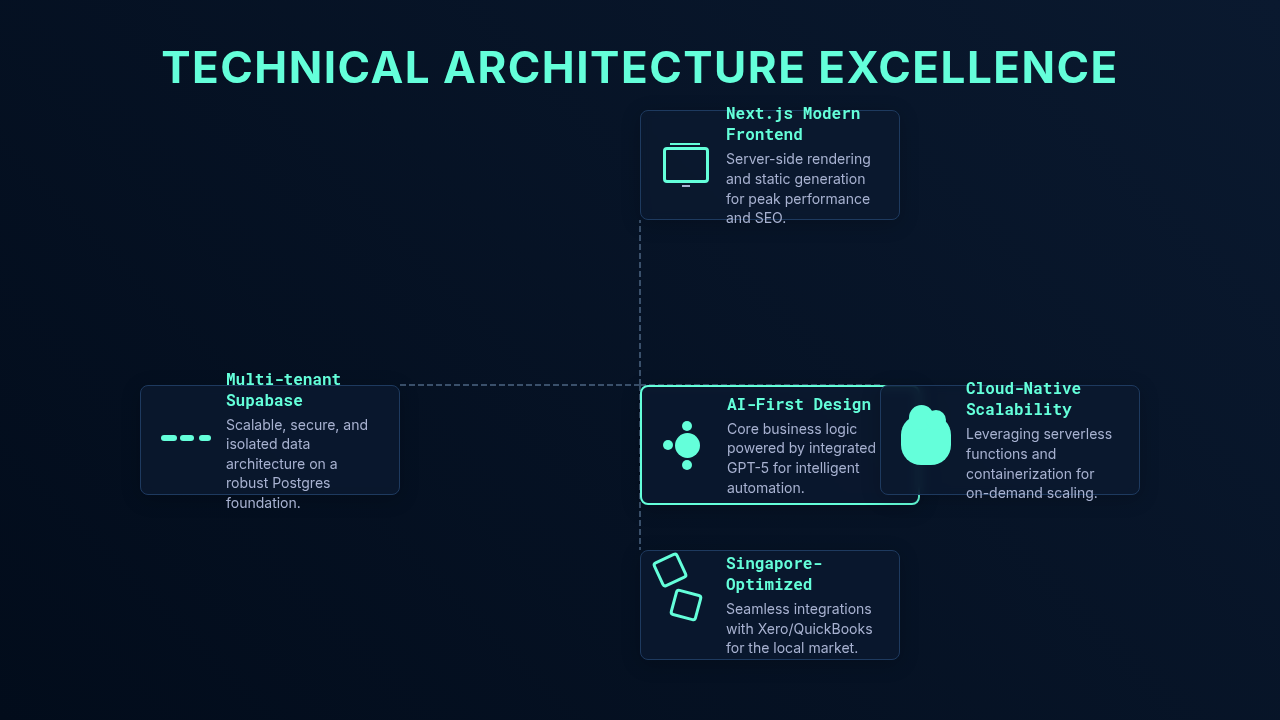 TECHNICAL ARCHITECTURE EXCELLENCE
Next.js Modern
Frontend
Server-side rendering
and static generation
for peak performance
and SEO.
Multi-tenant
Supabase
Scalable, secure, and
isolated data
architecture on a
robust Postgres
foundation.
AI-First Design
Core business logic
powered by integrated
GPT-5 for intelligent
automation.
Cloud-Native
Scalability
Leveraging serverless
functions and
containerization for
on-demand scaling.
Singapore-
Optimized
Seamless integrations
with Xero/QuickBooks
for the local market.